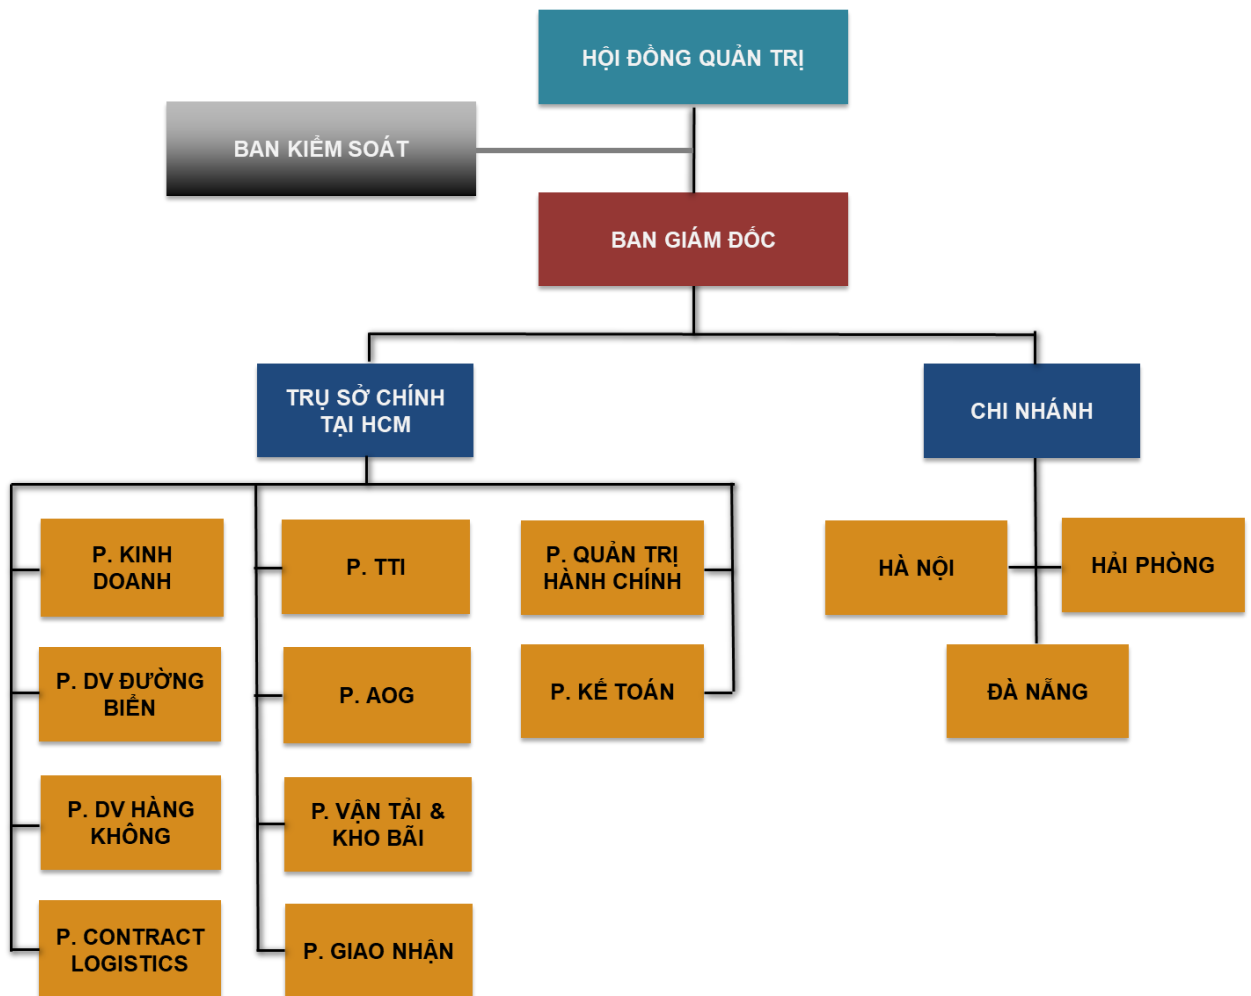 HỘI ĐỒNG QUẢN TRỊ
BAN KIỂM SOÁT
BAN GIÁM ĐỐC
TRỤ SỞ CHÍNH
TẠI HCM
CHI NHÁNH
P. KINH
DOANH
P. TTI
P. QUẢN TRỊ
HÀNH CHÍNH
HÀ NỘI
HẢI PHÒNG
P. DV ĐƯỜNG
BIỂN
P. AOG
P. KẾ TOÁN
ĐÀ NẴNG
P. DV HÀNG
KHÔNG
P. VẬN TẢI &
KHO BÃI
P. CONTRACT
LOGISTICS
P. GIAO NHẬN